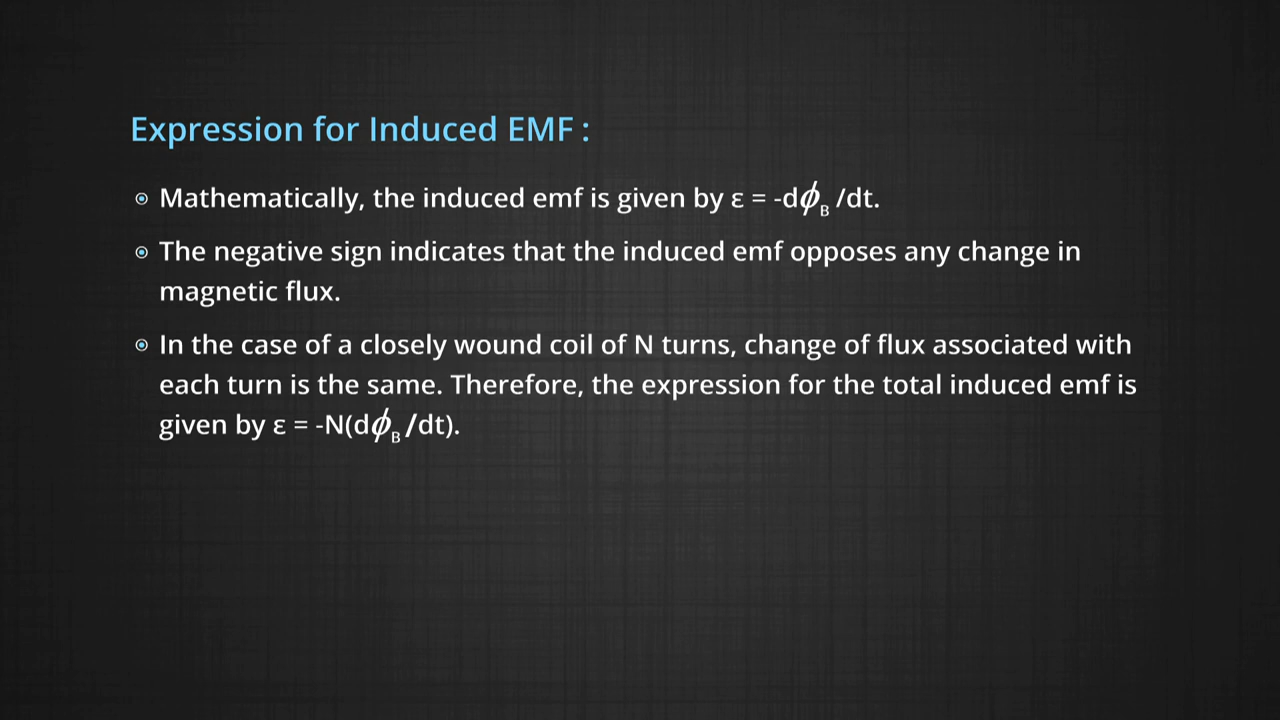 Expression for Induced EMF :
Mathematically, the induced emf is given by ε = -dϕB /dt.
The negative sign indicates that the induced emf opposes any change in
magnetic flux.
In the case of a closely wound coil of N turns, change of flux associated with
each turn is the same. Therefore, the expression for the total induced emf is
given by ε = -N(dϕB /dt).